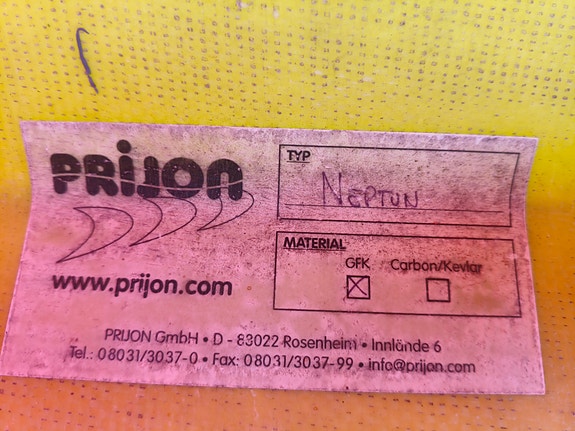 PRIJON
www.prijon.com
TYP
NEPTUN
MATERIAL
GFK Carbon/Kevlar
PRIJON GmbH • D - 83022 Rosenheim • Innlände 6
Tel.: 08031/3037-0 • Fax: 08031/3037-99 • info@prijon.com